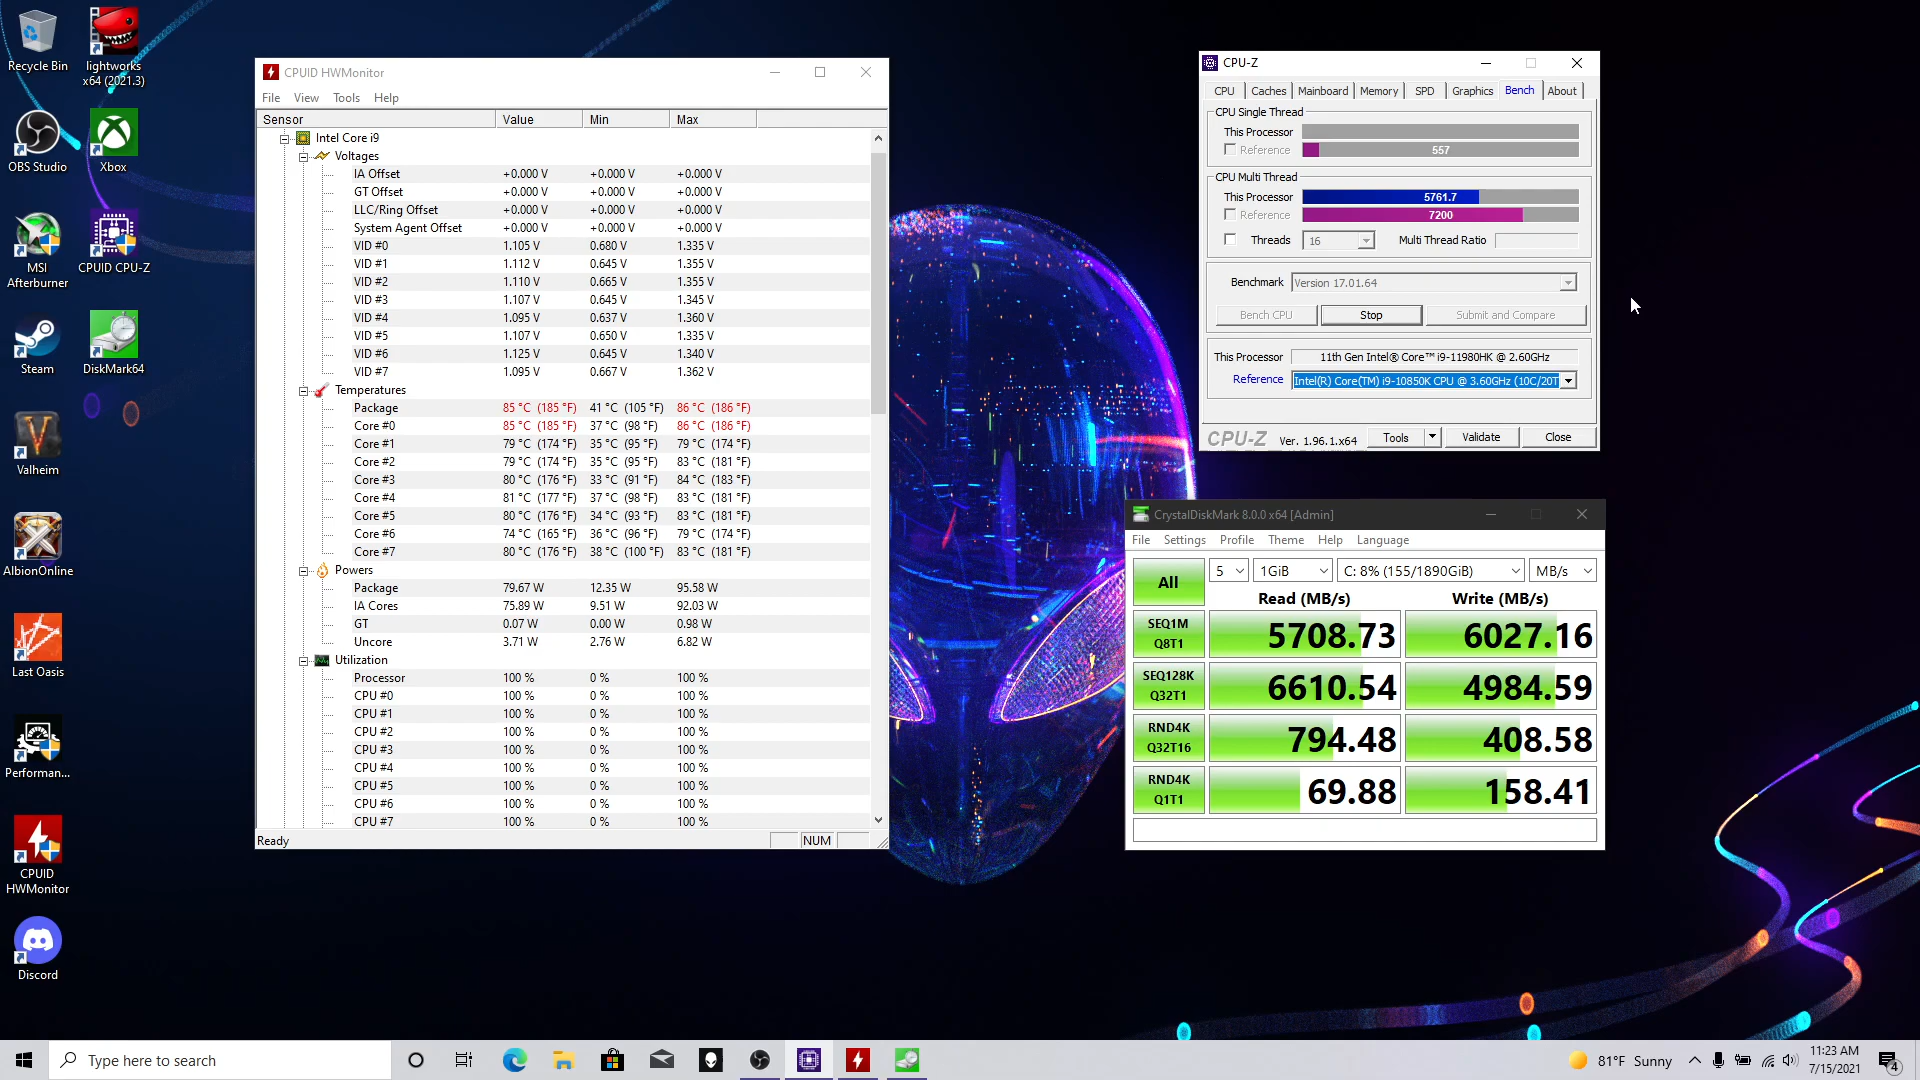 Recycle Bin
lightworks
x64 (2021.3)
OBS Studio
Xbox
MSI
Afterburner
CPUID CPU-Z
Steam
DiskMark64
Valheim
AlbionOnline
Last Oasis
Performan...
CPUID
HWMonitor
Discord
CPUID HWMonitor
File View Tools Help
Sensor Value Min Max
Intel Core i9
Voltages
IA Offset +0.000 V +0.000 V +0.000 V
GT Offset +0.000 V +0.000 V +0.000 V
LLC/Ring Offset +0.000 V +0.000 V +0.000 V
System Agent Offset +0.000 V +0.000 V +0.000 V
VID #0 1.105 V 0.680 V 1.335 V
VID #1 1.112 V 0.645 V 1.355 V
VID #2 1.110 V 0.665 V 1.355 V
VID #3 1.107 V 0.645 V 1.345 V
VID #4 1.095 V 0.637 V 1.360 V
VID #5 1.107 V 0.650 V 1.335 V
VID #6 1.125 V 0.645 V 1.340 V
VID #7 1.095 V 0.667 V 1.362 V
Temperatures
Package 85 °C (185 °F) 41 °C (105 °F) 86 °C (186 °F)
Core #0 85 °C (185 °F) 37 °C (98 °F) 86 °C (186 °F)
Core #1 79 °C (174 °F) 35 °C (95 °F) 79 °C (174 °F)
Core #2 79 °C (174 °F) 35 °C (95 °F) 83 °C (181 °F)
Core #3 80 °C (176 °F) 33 °C (91 °F) 84 °C (183 °F)
Core #4 81 °C (177 °F) 37 °C (98 °F) 83 °C (181 °F)
Core #5 80 °C (176 °F) 34 °C (93 °F) 83 °C (181 °F)
Core #6 74 °C (165 °F) 36 °C (96 °F) 79 °C (174 °F)
Core #7 80 °C (176 °F) 38 °C (100 °F) 83 °C (181 °F)
Powers
Package 79.67 W 12.35 W 95.58 W
IA Cores 75.89 W 9.51 W 92.03 W
GT 0.07 W 0.00 W 0.98 W
Uncore 3.71 W 2.76 W 6.82 W
Utilization
Processor 100 % 0 % 100 %
CPU #0 100 % 0 % 100 %
CPU #1 100 % 0 % 100 %
CPU #2 100 % 0 % 100 %
CPU #3 100 % 0 % 100 %
CPU #4 100 % 0 % 100 %
CPU #5 100 % 0 % 100 %
CPU #6 100 % 0 % 100 %
CPU #7 100 % 0 % 100 %
Ready NUM
CPU-Z
CPU Caches Mainboard Memory SPD Graphics Bench About
CPU Single Thread
This Processor
Reference 557
CPU Multi Thread
This Processor 5761.7
Reference 7200
Threads 16 Multi Thread Ratio
Benchmark Version 17.01.64
Bench CPU Stop Submit and Compare
This Processor 11th Gen Intel® Core™ i9-11980HK @ 2.60GHz
Reference Intel(R) Core(TM) i9-10850K CPU @ 3.60GHz (10C/20T
CPU-Z Ver. 1.96.1.x64 Tools Validate Close
CrystalDiskMark 8.0.0 x64 [Admin]
File Settings Profile Theme Help Language
All 5 1GiB C: 8% (155/1890GiB) MB/s
Read (MB/s) Write (MB/s)
SEQ1M
Q8T1 5708.73 6027.16
SEQ128K
Q32T1 6610.54 4984.59
RND4K
Q32T16 794.48 408.58
RND4K
Q1T1 69.88 158.41
Type here to search
81°F Sunny
11:23 AM
7/15/2021
4